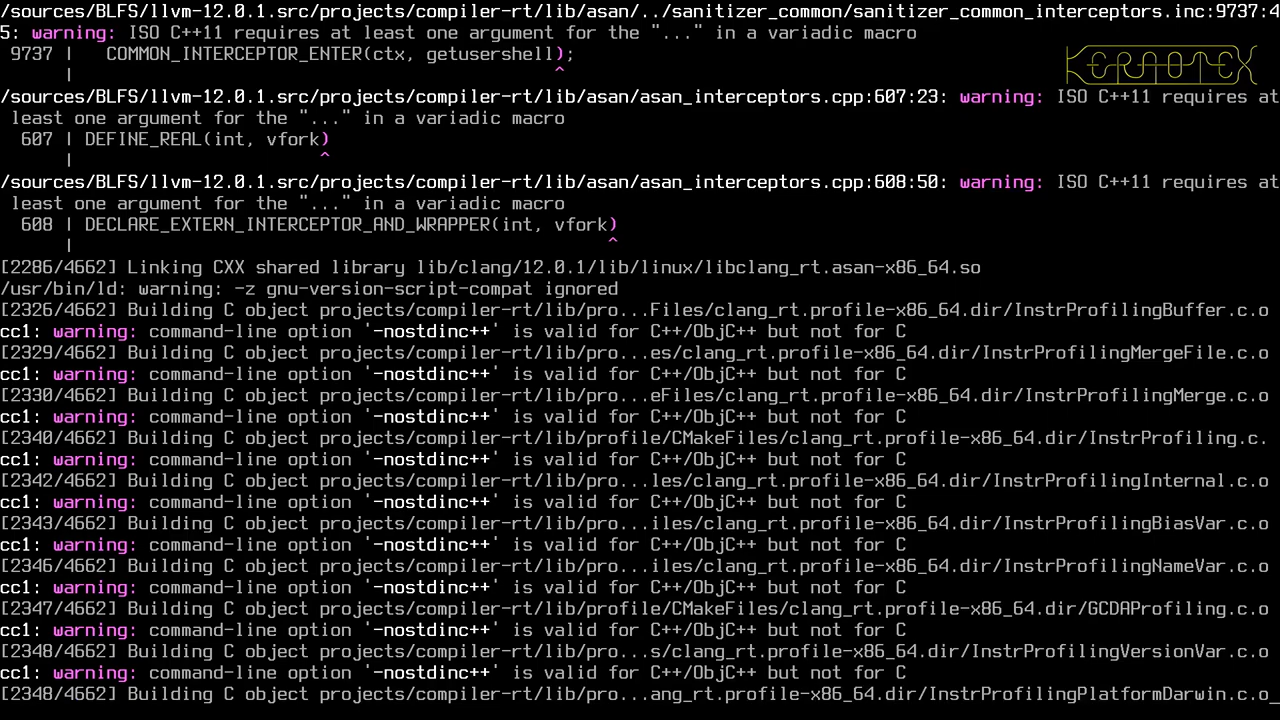 /sources/BLFS/llvm-12.0.1.src/projects/compiler-rt/lib/asan/../sanitizer_common/sanitizer_common_interceptors.inc:9737:4
5: warning: ISO C++11 requires at least one argument for the "..." in a variadic macro
9737 |   COMMON_INTERCEPTOR_ENTER(ctx, getusershell);
|                                             ^
KERAOTEX
/sources/BLFS/llvm-12.0.1.src/projects/compiler-rt/lib/asan/asan_interceptors.cpp:607:23: warning: ISO C++11 requires at
least one argument for the "..." in a variadic macro
607 | DEFINE_REAL(int, vfork)
|                       ^
/sources/BLFS/llvm-12.0.1.src/projects/compiler-rt/lib/asan/asan_interceptors.cpp:608:50: warning: ISO C++11 requires at
least one argument for the "..." in a variadic macro
608 | DECLARE_EXTERN_INTERCEPTOR_AND_WRAPPER(int, vfork)
|                                                  ^
[2286/4662] Linking CXX shared library lib/clang/12.0.1/lib/linux/libclang_rt.asan-x86_64.so
/usr/bin/ld: warning: -z gnu-version-script-compat ignored
[2326/4662] Building C object projects/compiler-rt/lib/pro...Files/clang_rt.profile-x86_64.dir/InstrProfilingBuffer.c.o
cc1: warning: command-line option '-nostdinc++' is valid for C++/ObjC++ but not for C
[2329/4662] Building C object projects/compiler-rt/lib/pro...es/clang_rt.profile-x86_64.dir/InstrProfilingMergeFile.c.o
cc1: warning: command-line option '-nostdinc++' is valid for C++/ObjC++ but not for C
[2330/4662] Building C object projects/compiler-rt/lib/pro...eFiles/clang_rt.profile-x86_64.dir/InstrProfilingMerge.c.o
cc1: warning: command-line option '-nostdinc++' is valid for C++/ObjC++ but not for C
[2340/4662] Building C object projects/compiler-rt/lib/profile/CMakeFiles/clang_rt.profile-x86_64.dir/InstrProfiling.c.
cc1: warning: command-line option '-nostdinc++' is valid for C++/ObjC++ but not for C
[2342/4662] Building C object projects/compiler-rt/lib/pro...les/clang_rt.profile-x86_64.dir/InstrProfilingInternal.c.o
cc1: warning: command-line option '-nostdinc++' is valid for C++/ObjC++ but not for C
[2343/4662] Building C object projects/compiler-rt/lib/pro...iles/clang_rt.profile-x86_64.dir/InstrProfilingBiasVar.c.o
cc1: warning: command-line option '-nostdinc++' is valid for C++/ObjC++ but not for C
[2346/4662] Building C object projects/compiler-rt/lib/pro...iles/clang_rt.profile-x86_64.dir/InstrProfilingNameVar.c.o
cc1: warning: command-line option '-nostdinc++' is valid for C++/ObjC++ but not for C
[2347/4662] Building C object projects/compiler-rt/lib/profile/CMakeFiles/clang_rt.profile-x86_64.dir/GCDAProfiling.c.o
cc1: warning: command-line option '-nostdinc++' is valid for C++/ObjC++ but not for C
[2348/4662] Building C object projects/compiler-rt/lib/pro...s/clang_rt.profile-x86_64.dir/InstrProfilingVersionVar.c.o
cc1: warning: command-line option '-nostdinc++' is valid for C++/ObjC++ but not for C
[2348/4662] Building C object projects/compiler-rt/lib/pro...ang_rt.profile-x86_64.dir/InstrProfilingPlatformDarwin.c.o_